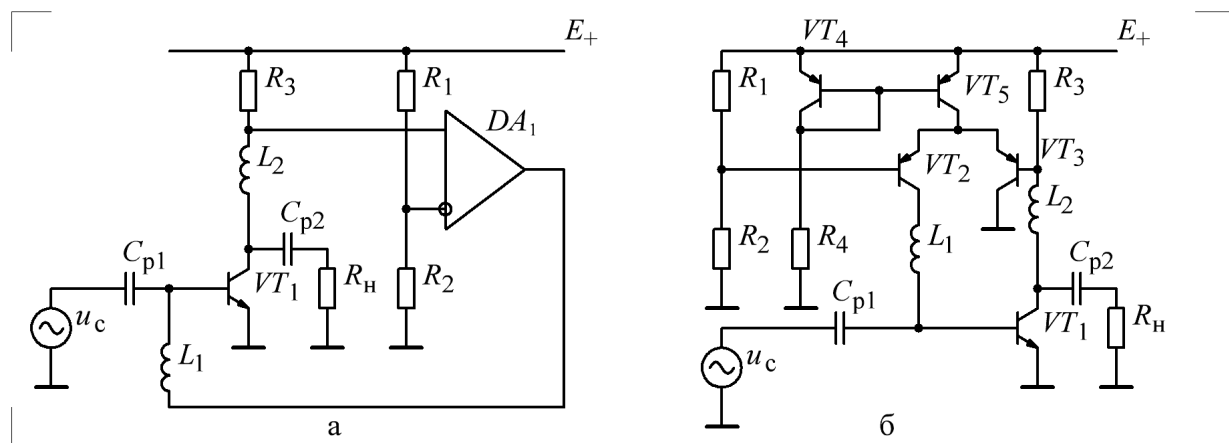 E+
R3
R1
DA1
L2
Cp2
Cp1
VT1
Rн
R2
uc
L1
а
VT4
E+
R1
VT5
R3
VT2
VT3
L2
R2
R4
L1
Cp2
Cp1
VT1
Rн
uc
б